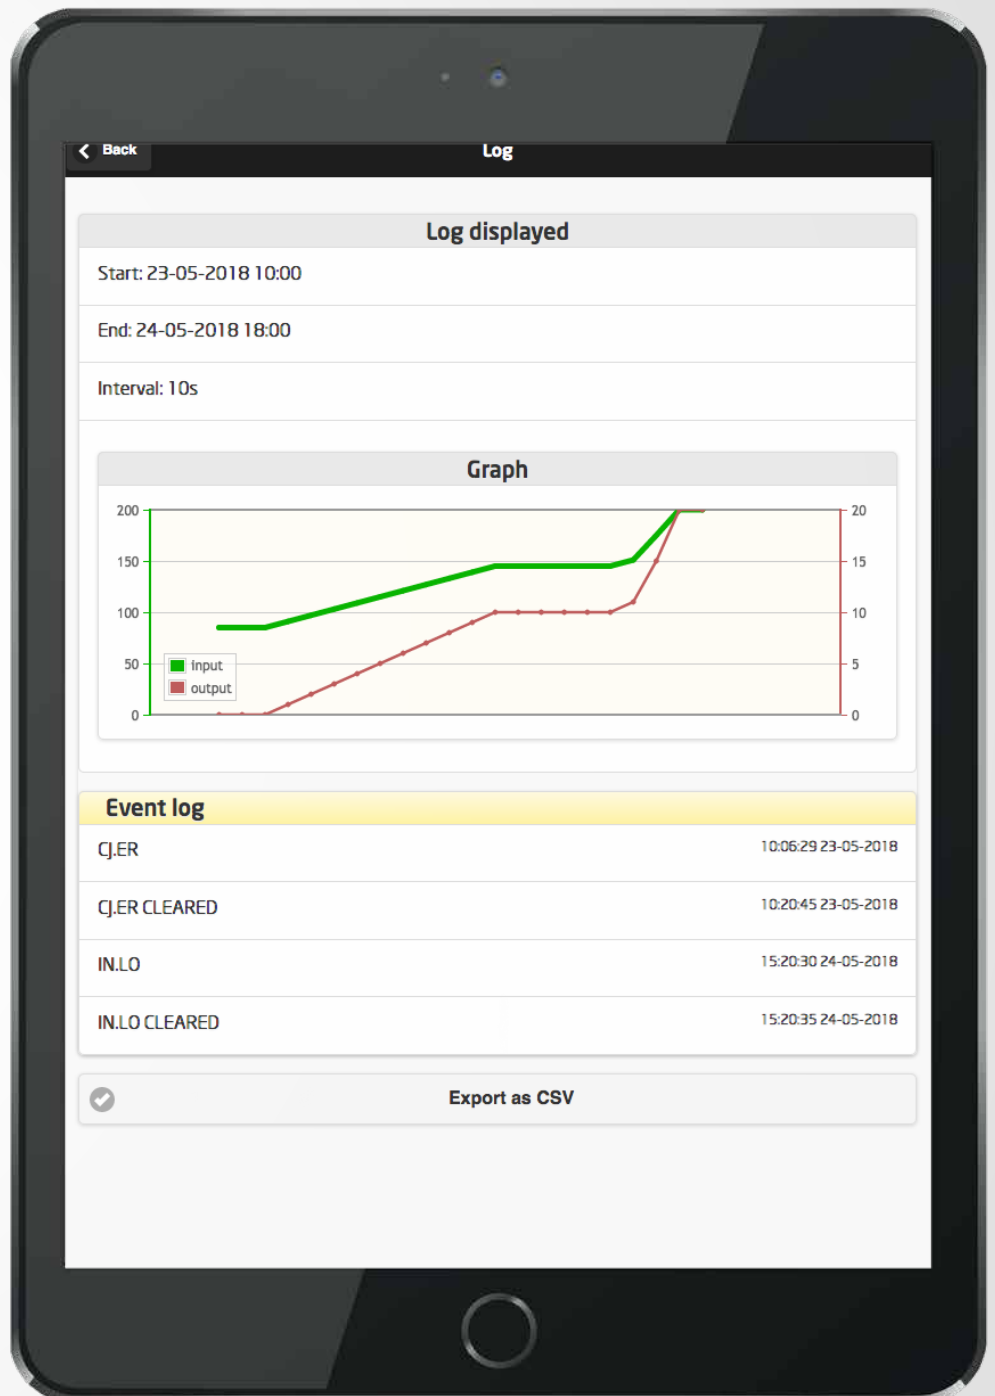 Back
Log
Log displayed
Start: 23-05-2018 10:00
End: 24-05-2018 18:00
Interval: 10s
Graph
200
150
100
50
0
20
15
10
5
0
input
output
Event log
CJ.ER 10:06:29 23-05-2018
CJ.ER CLEARED 10:20:45 23-05-2018
IN.LO 15:20:30 24-05-2018
IN.LO CLEARED 15:20:35 24-05-2018
Export as CSV